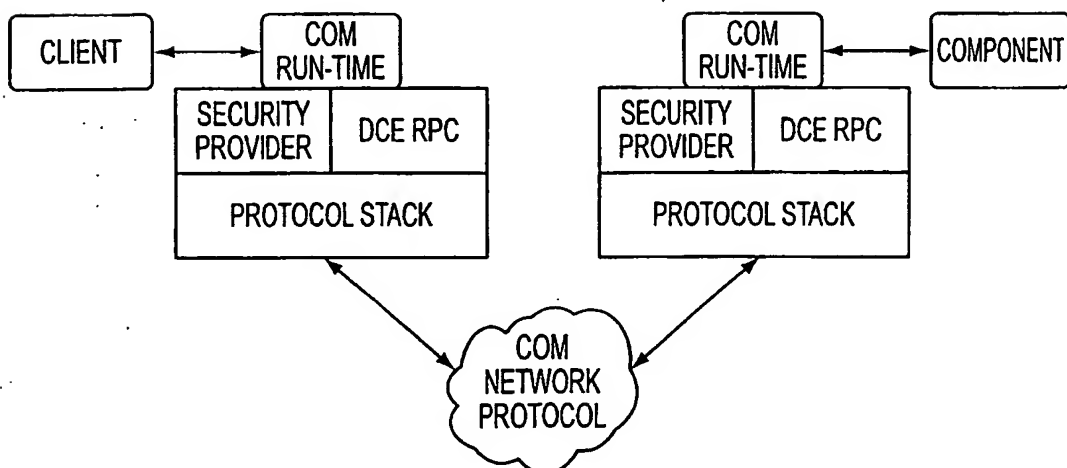 CLIENT
COM
RUN-TIME
SECURITY
PROVIDER
DCE RPC
PROTOCOL STACK
COM
RUN-TIME
COMPONENT
SECURITY
PROVIDER
DCE RPC
PROTOCOL STACK
COM
NETWORK
PROTOCOL